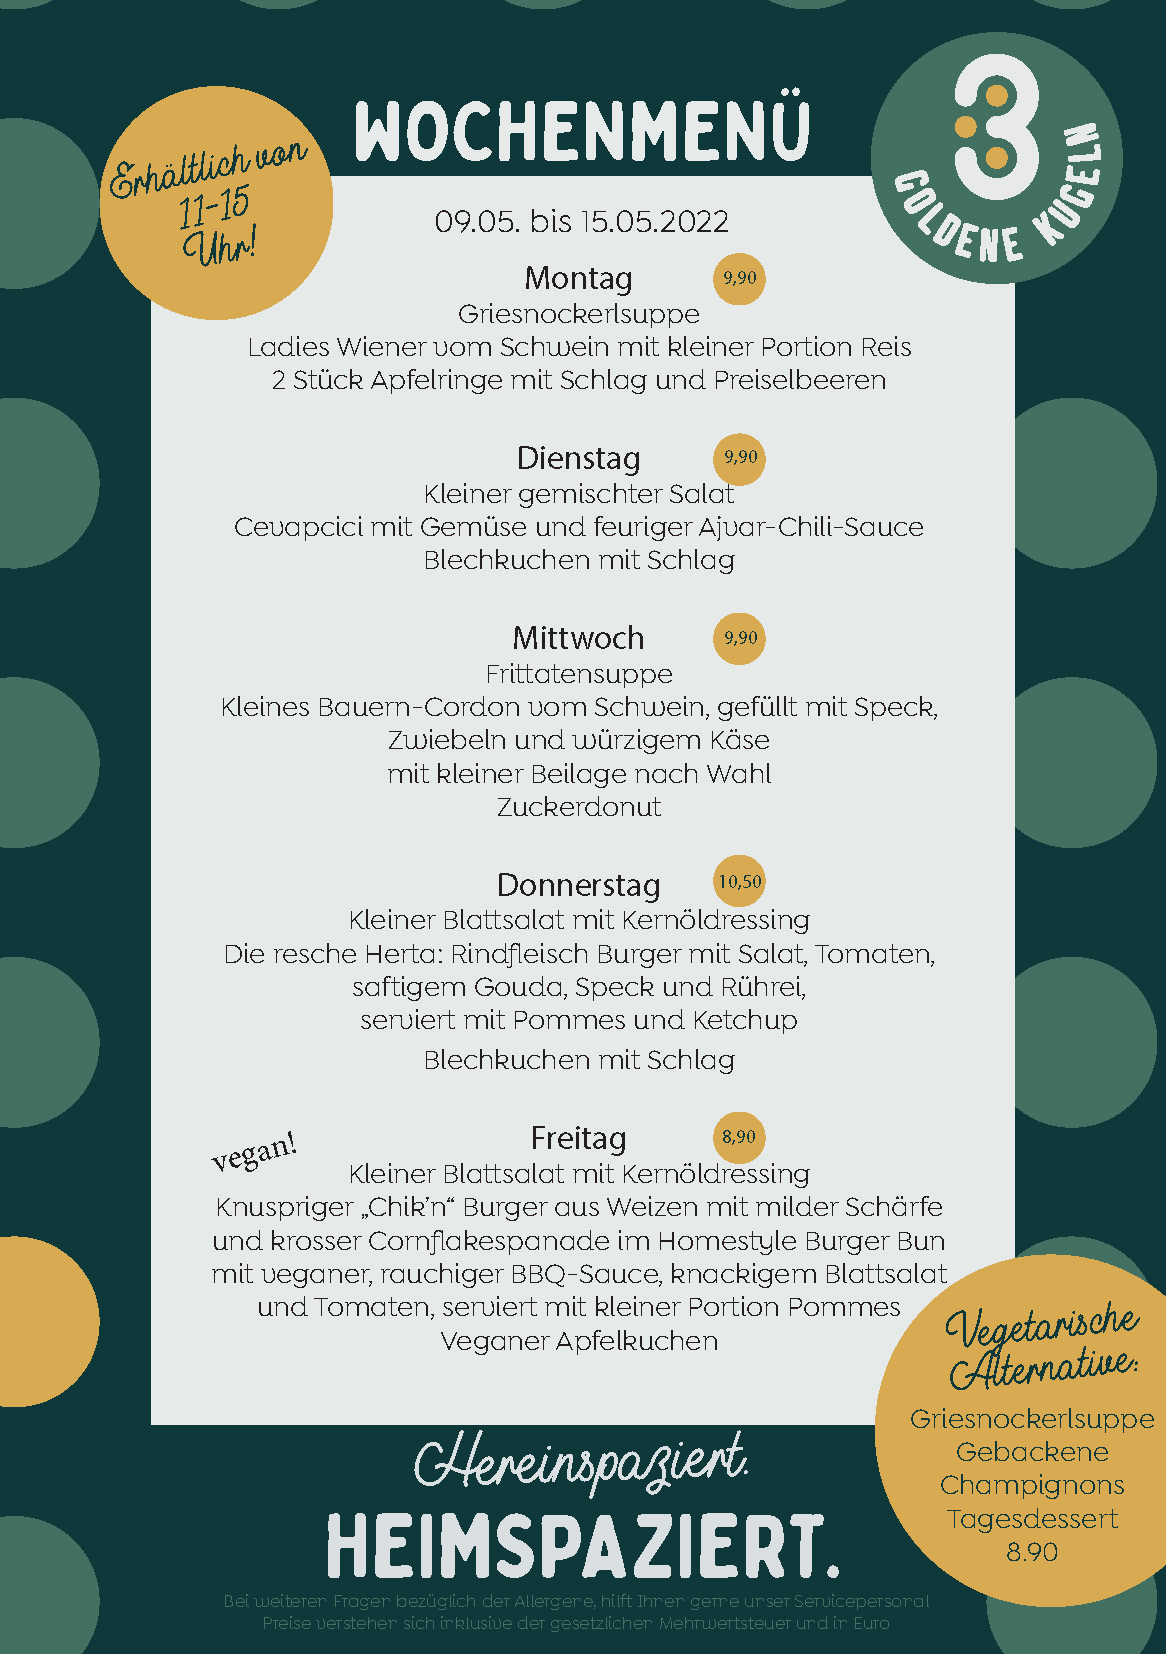 WOCHENMENÜ
3
GOLDENE KUGELN
Erhältlich von
11-15
Uhr!
09.05. bis 15.05.2022
Montag 9,90
Griesnockerlsuppe
Ladies Wiener vom Schwein mit kleiner Portion Reis
2 Stück Apfelringe mit Schlag und Preiselbeeren
Dienstag 9,90
Kleiner gemischter Salat
Cevapcici mit Gemüse und feuriger Ajvar-Chili-Sauce
Blechkuchen mit Schlag
Mittwoch 9,90
Frittatensuppe
Kleines Bauern-Cordon vom Schwein, gefüllt mit Speck,
Zwiebeln und würzigem Käse
mit kleiner Beilage nach Wahl
Zuckerdonut
Donnerstag 10,50
Kleiner Blattsalat mit Kernöldressing
Die resche Herta: Rindfleisch Burger mit Salat, Tomaten,
saftigem Gouda, Speck und Rührei,
serviert mit Pommes und Ketchup
Blechkuchen mit Schlag
Freitag 8,90
vegan!
Kleiner Blattsalat mit Kernöldressing
Knuspriger „Chik’n“ Burger aus Weizen mit milder Schärfe
und krosser Cornflakespanade im Homestyle Burger Bun
mit veganer, rauchiger BBQ-Sauce, knackigem Blattsalat
und Tomaten, serviert mit kleiner Portion Pommes
Veganer Apfelkuchen
Vegetarische
Alternative:
Griesnockerlsuppe
Gebackene
Champignons
Tagesdessert
8.90
Hereinspaziert.
HEIMSPAZIERT.
Bei weiteren Fragen bezüglich der Allergene, hilft Ihnen gerne unser Servicepersonal
Preise verstehen sich inklusive der gesetzlichen Mehrwertsteuer und in Euro